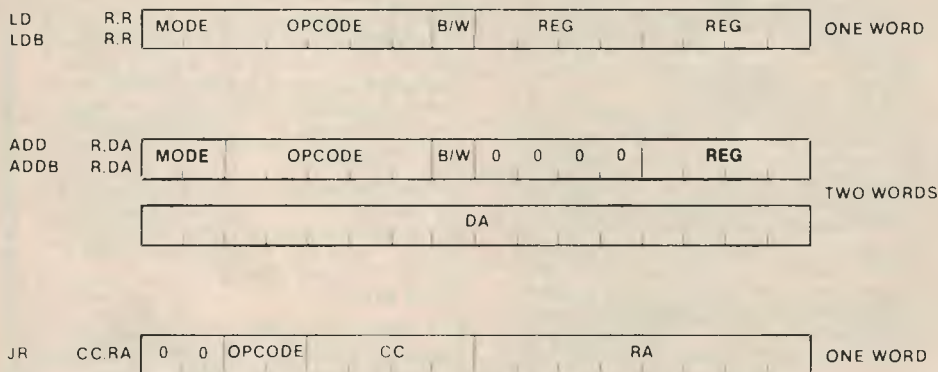 LD R.R MODE OPCODE B/W REG REG ONE WORD
LDB R.R
ADD R.DA MODE OPCODE B/W 0 0 0 0 REG
ADDB R.DA
TWO WORDS
DA
JR CC.RA 0 0 OPCODE CC RA ONE WORD